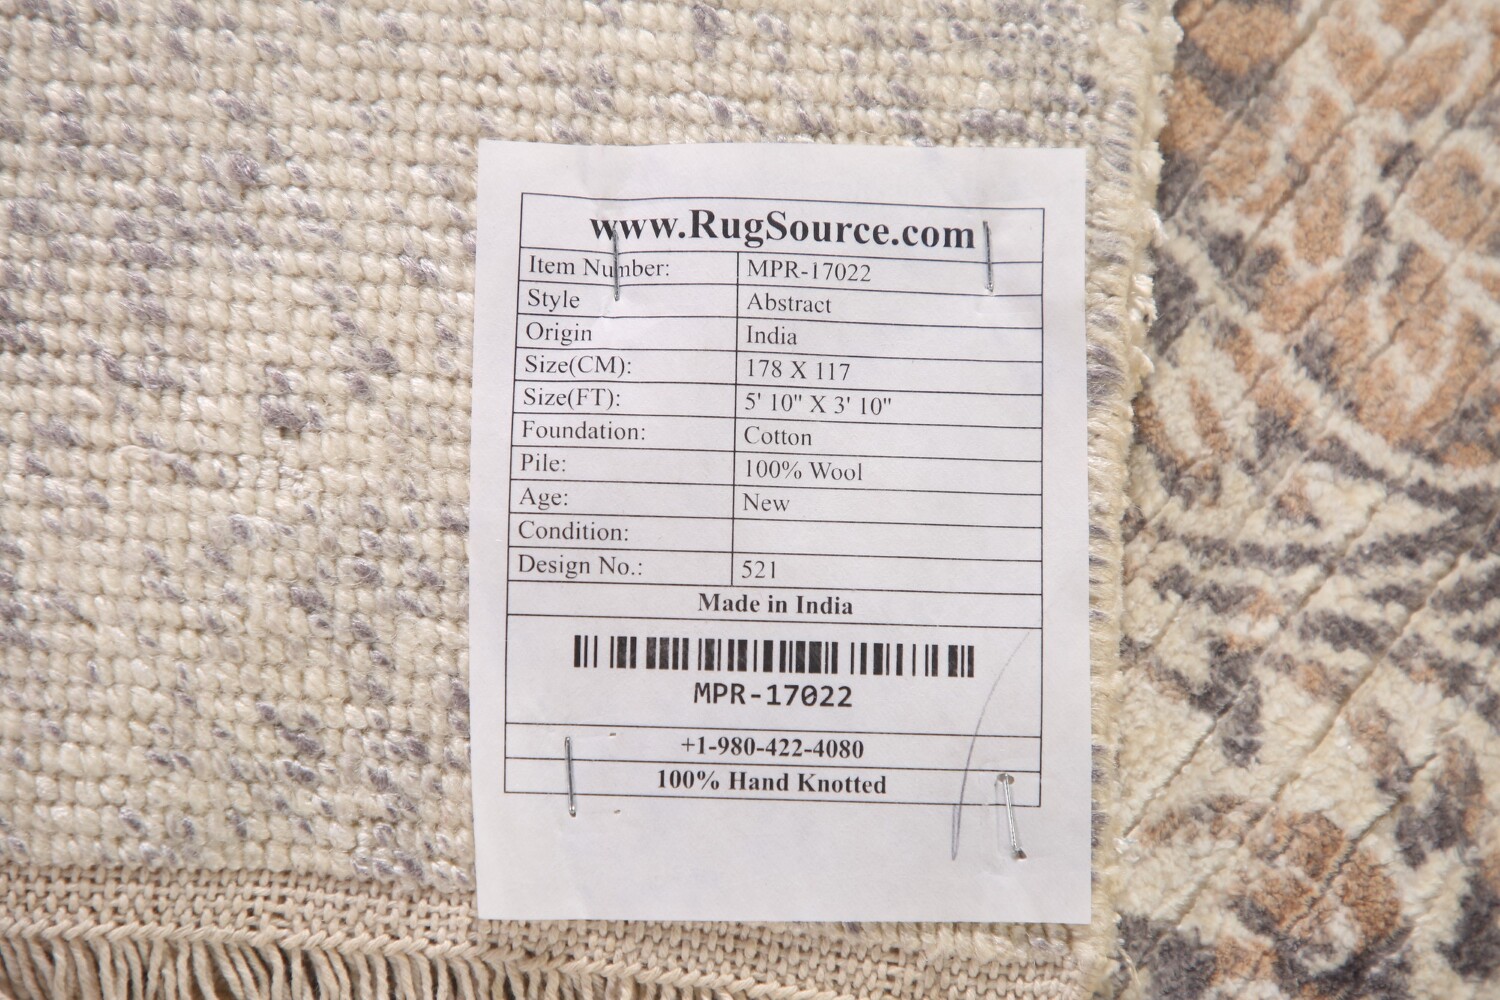 www.RugSource.com
Item Number: MPR-17022
Style Abstract
Origin India
Size(CM): 178 X 117
Size(FT): 5' 10" X 3' 10"
Foundation: Cotton
Pile: 100% Wool
Age: New
Condition:
Design No.: 521
Made in India
MPR-17022
+1-980-422-4080
100% Hand Knotted